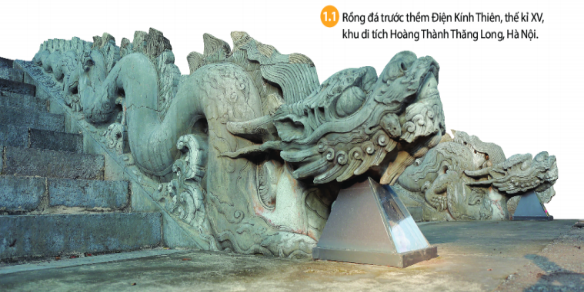 1.1 Rồng đá trước thềm Điện Kính Thiên, thế kỉ XV,
khu di tích Hoàng Thành Thăng Long, Hà Nội.